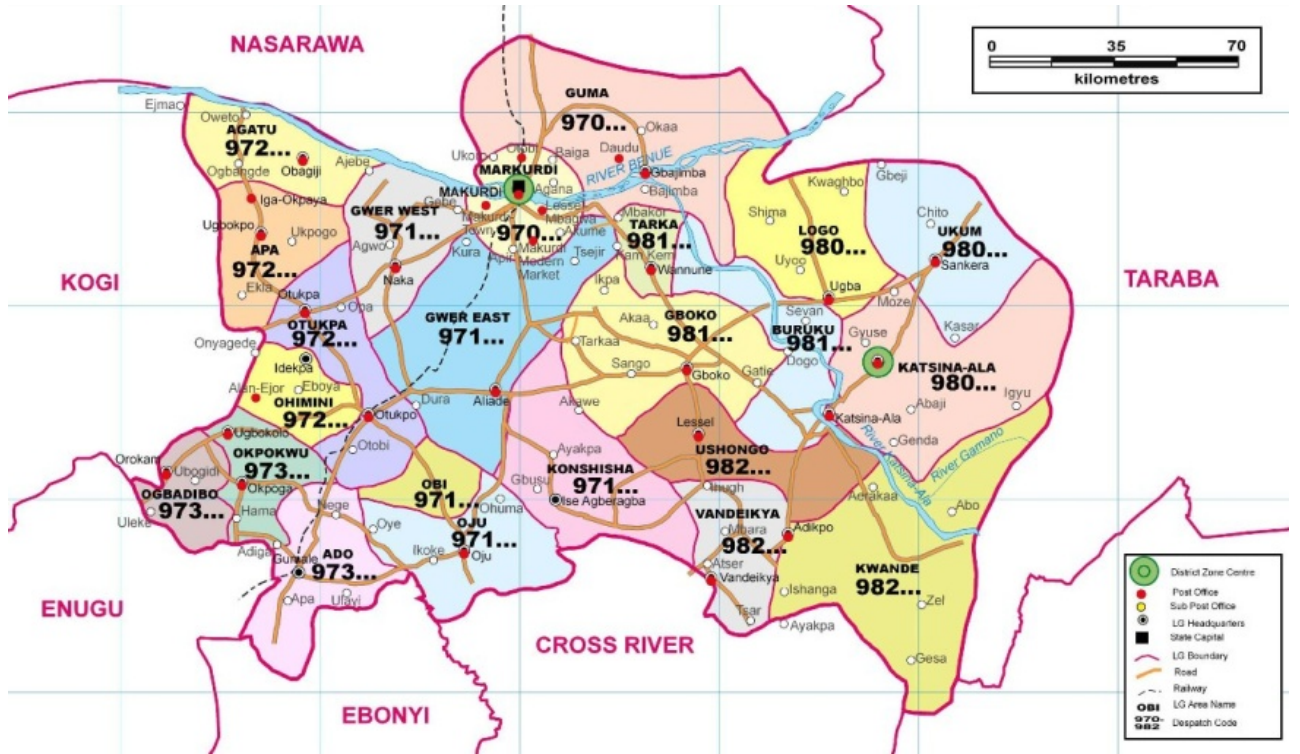 NASARAWA
0 35 70
kilometres
GUMA
970...
Ejma
Oweto
AGATU
972...
Ogbangde
Obagiji
Ajebe
Okaa
Daudu
Baiga
MARKURDI
MAKURDI
Agana
RIVER BENUE
Gbajimba
Bajimba
Gbeji
Kwaghbo
Iga-Okpaya
Ugbokpo
Ukpogo
APA
972...
Ekla
GWER WEST
971...
Agwo
Gebe
Naka
Kura
Makurdi
Town
970...
Lessel
Mbagwa
Akume
Makurdi
Modern
Market
Tsejir
Mbakor
TARKA
981...
Wannune
Shima
LOGO
980...
Uyoo
Chito
UKUM
980...
Sankera
KOGI
TARABA
Otukpa
OTUKPA
972...
Opa
GWER EAST
971...
Ikpa
Akaa
GBOKO
981...
Tarkaa
Sango
Gboko
Gatie
Ugba
Sevan
BURUKU
981...
Dogo
Moze
Gyuse
Kasar
KATSINA-ALA
980...
Abaji
Igyu
Onyagede
Idekpa
Alan-Ejor
Eboya
OHIMINI
972...
Otukpo
Dura
Aliade
Akawe
Lessel
USHONGO
982...
Katsina-Ala
Genda
River Katsina-Ala
River Gamano
Ugbokolo
Orokam
Ubogidi
OKPOKWU
973...
Okpoga
OGBADIBO
973...
Uleke
Hama
Otobi
OBI
971...
Ayakpa
Gbusu
KONSHISHA
971...
Ise Agberagba
Ihugh
Aerakaa
Abo
Nege
Oye
Ohuma
OJU
971...
Ikoke
Oju
VANDEIKYA
Mbara
982...
Atser
Vandeikya
Tsar
Adikpo
KWANDE
982...
Ishanga
Ayakpa
Zel
Gesa
Adiga
ADO
973...
Apa
Ulayi
ENUGU
EBONYI
CROSS RIVER
District Zone Centre
Post Office
Sub Post Office
LG Headquarters
State Capital
LG Boundary
Road
Railway
OBI LG Area Name
970-
982 Despatch Code